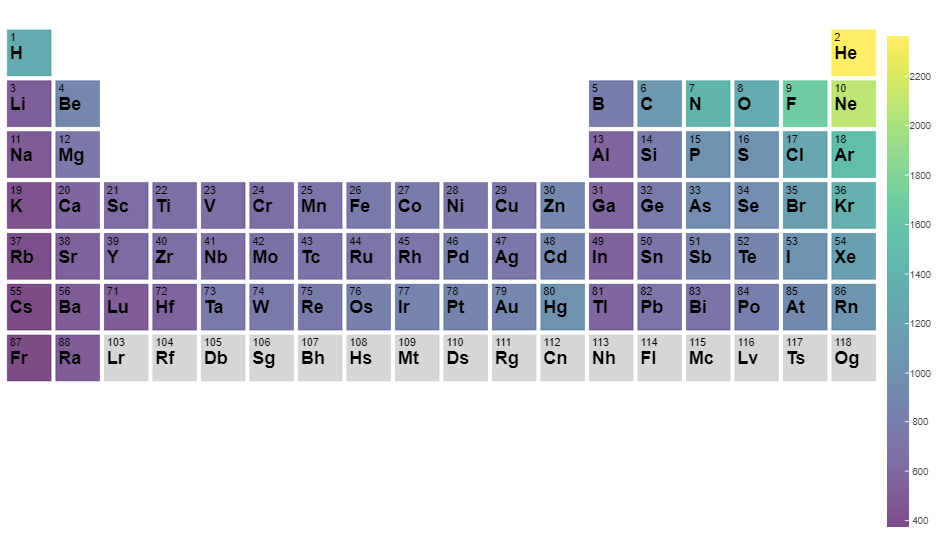 1 2
H He
3 4 5 6 7 8 9 10
Li Be B C N O F Ne
11 12 13 14 15 16 17 18
Na Mg Al Si P S Cl Ar
19 20 21 22 23 24 25 26 27 28 29 30 31 32 33 34 35 36
K Ca Sc Ti V Cr Mn Fe Co Ni Cu Zn Ga Ge As Se Br Kr
37 38 39 40 41 42 43 44 45 46 47 48 49 50 51 52 53 54
Rb Sr Y Zr Nb Mo Tc Ru Rh Pd Ag Cd In Sn Sb Te I Xe
55 56 71 72 73 74 75 76 77 78 79 80 81 82 83 84 85 86
Cs Ba Lu Hf Ta W Re Os Ir Pt Au Hg Tl Pb Bi Po At Rn
87 88 103 104 105 106 107 108 109 110 111 112 113 114 115 116 117 118
Fr Ra Lr Rf Db Sg Bh Hs Mt Ds Rg Cn Nh Fl Mc Lv Ts Og
2200
2000
1800
1600
1400
1200
1000
800
600
400